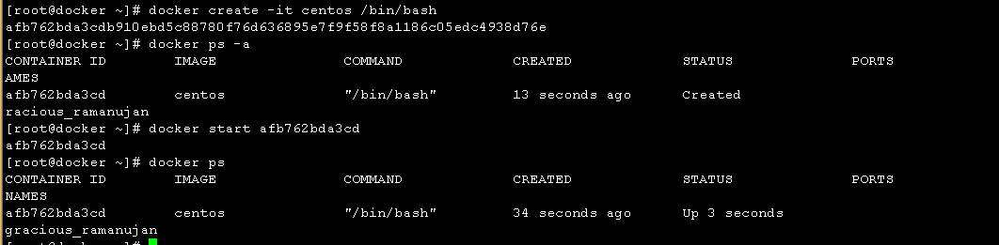 [root@docker ~]# docker create -it centos /bin/bash
afb762bda3cdb910ebd5c88780f76d636895e7f9f58f8a1186c05edc4938d76e
[root@docker ~]# docker ps -a
CONTAINER ID        IMAGE               COMMAND             CREATED             STATUS              PORTS
AMES
afb762bda3cd        centos              "/bin/bash"         13 seconds ago      Created
racious_ramanujan
[root@docker ~]# docker start afb762bda3cd
afb762bda3cd
[root@docker ~]# docker ps
CONTAINER ID        IMAGE               COMMAND             CREATED             STATUS              PORTS
NAMES
afb762bda3cd        centos              "/bin/bash"         34 seconds ago      Up 3 seconds
gracious_ramanujan
[root@docker ~]#